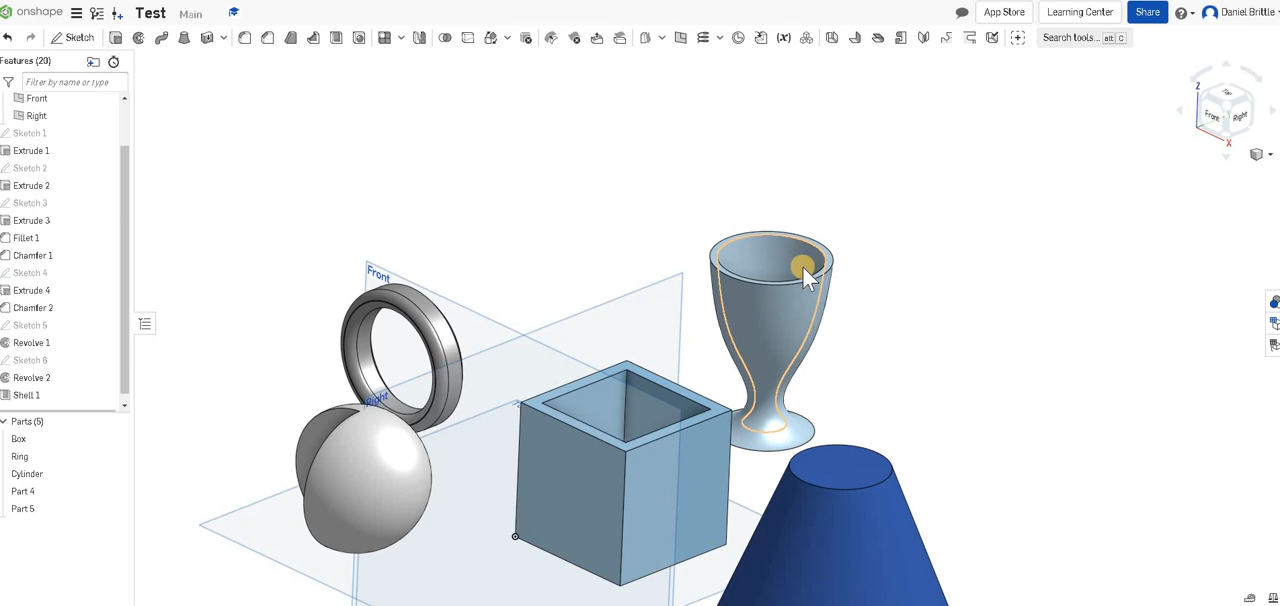 onshape Test Main App Store Learning Center Share Daniel Brittle
Sketch Search tools... alt C
Features (20)
Filter by name or type
Front
Right
Sketch 1
Extrude 1
Sketch 2
Extrude 2
Sketch 3
Extrude 3
Fillet 1
Chamfer 1
Sketch 4
Extrude 4
Chamfer 2
Sketch 5
Revolve 1
Sketch 6
Revolve 2
Shell 1
Parts (5)
Box
Ring
Cylinder
Part 4
Part 5
Front
Right
Z
Top
Front
Right
X